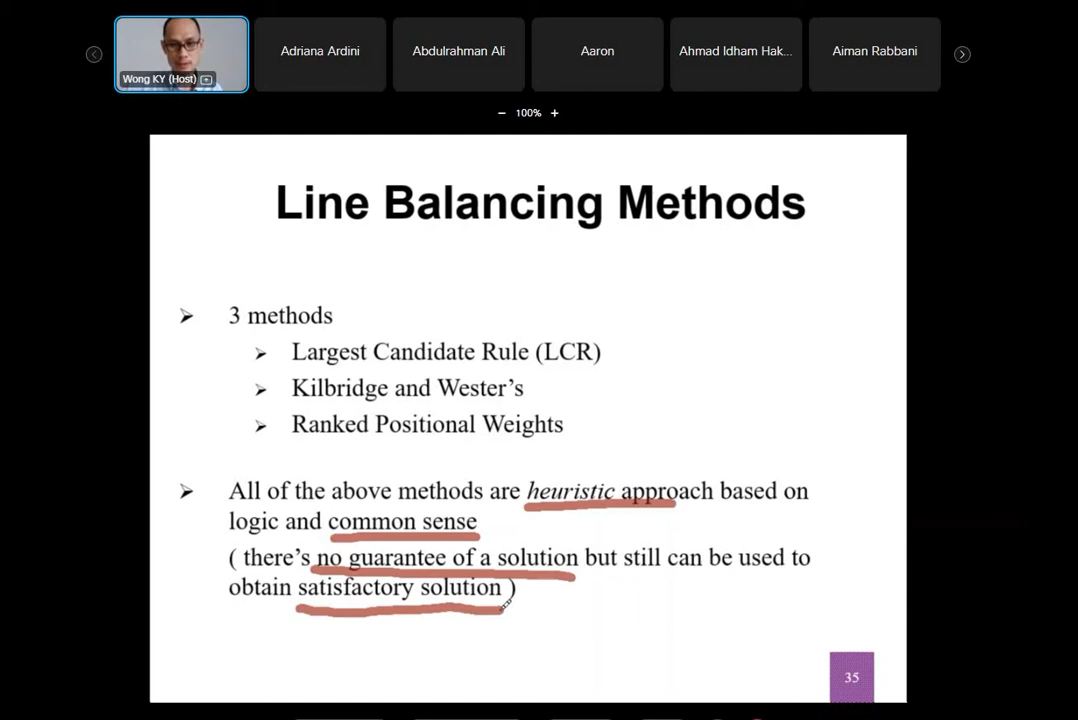 Wong KY (Host)
Adriana Ardini
Abdulrahman Ali
Aaron
Ahmad Idham Hak...
Aiman Rabbani
100%
Line Balancing Methods
3 methods
Largest Candidate Rule (LCR)
Kilbridge and Wester's
Ranked Positional Weights
All of the above methods are heuristic approach based on
logic and common sense
( there's no guarantee of a solution but still can be used to
obtain satisfactory solution )
35